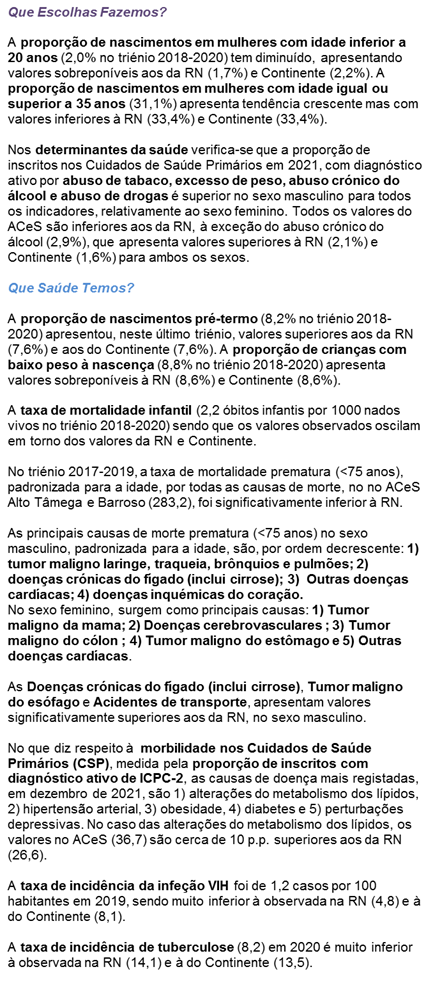 Que Escolhas Fazemos?
A proporção de nascimentos em mulheres com idade inferior a
20 anos (2,0% no triénio 2018-2020) tem diminuído, apresentando
valores sobreponíveis aos da RN (1,7%) e Continente (2,2%). A
proporção de nascimentos em mulheres com idade igual ou
superior a 35 anos (31,1%) apresenta tendência crescente mas com
valores inferiores à RN (33,4%) e Continente (33,4%).
Nos determinantes da saúde verifica-se que a proporção de
inscritos nos Cuidados de Saúde Primários em 2021, com diagnóstico
ativo por abuso de tabaco, excesso de peso, abuso crónico do
álcool e abuso de drogas é superior no sexo masculino para todos
os indicadores, relativamente ao sexo feminino. Todos os valores do
ACeS são inferiores aos da RN, à exceção do abuso crónico do
álcool (2,9%), que apresenta valores superiores à RN (2,1%) e
Continente (1,6%) para ambos os sexos.
Que Saúde Temos?
A proporção de nascimentos pré-termo (8,2% no triénio 2018-
2020) apresentou, neste último triénio, valores superiores aos da RN
(7,6%) e aos do Continente (7,6%). A proporção de crianças com
baixo peso à nascença (8,8% no triénio 2018-2020) apresenta
valores sobreponíveis à RN (8,6%) e Continente (8,6%).
A taxa de mortalidade infantil (2,2 óbitos infantis por 1000 nados
vivos no triénio 2018-2020) sendo que os valores observados oscilam
em torno dos valores da RN e Continente.
No triénio 2017-2019, a taxa de mortalidade prematura (<75 anos),
padronizada para a idade, por todas as causas de morte, no no ACeS
Alto Tâmega e Barroso (283,2), foi significativamente inferior à RN.
As principais causas de morte prematura (<75 anos) no sexo
masculino, padronizada para a idade, são, por ordem decrescente: 1)
tumor maligno laringe, traqueia, brônquios e pulmões; 2)
doenças crónicas do fígado (inclui cirrose); 3) Outras doenças
cardíacas; 4) doenças inquémicas do coração.
No sexo feminino, surgem como principais causas: 1) Tumor
maligno da mama; 2) Doenças cerebrovasculares ; 3) Tumor
maligno do cólon ; 4) Tumor maligno do estômago e 5) Outras
doenças cardíacas.
As Doenças crónicas do fígado (inclui cirrose), Tumor maligno
do esófago e Acidentes de transporte, apresentam valores
significativamente superiores aos da RN, no sexo masculino.
No que diz respeito à morbilidade nos Cuidados de Saúde
Primários (CSP), medida pela proporção de inscritos com
diagnóstico ativo de ICPC-2, as causas de doença mais registadas,
em dezembro de 2021, são 1) alterações do metabolismo dos lípidos,
2) hipertensão arterial, 3) obesidade, 4) diabetes e 5) perturbações
depressivas. No caso das alterações do metabolismo dos lípidos, os
valores no ACeS (36,7) são cerca de 10 p.p. superiores aos da RN
(26,6).
A taxa de incidência da infeção VIH foi de 1,2 casos por 100
habitantes em 2019, sendo muito inferior à observada na RN (4,8) e à
do Continente (8,1).
A taxa de incidência de tuberculose (8,2) em 2020 é muito inferior
à observada na RN (14,1) e à do Continente (13,5).